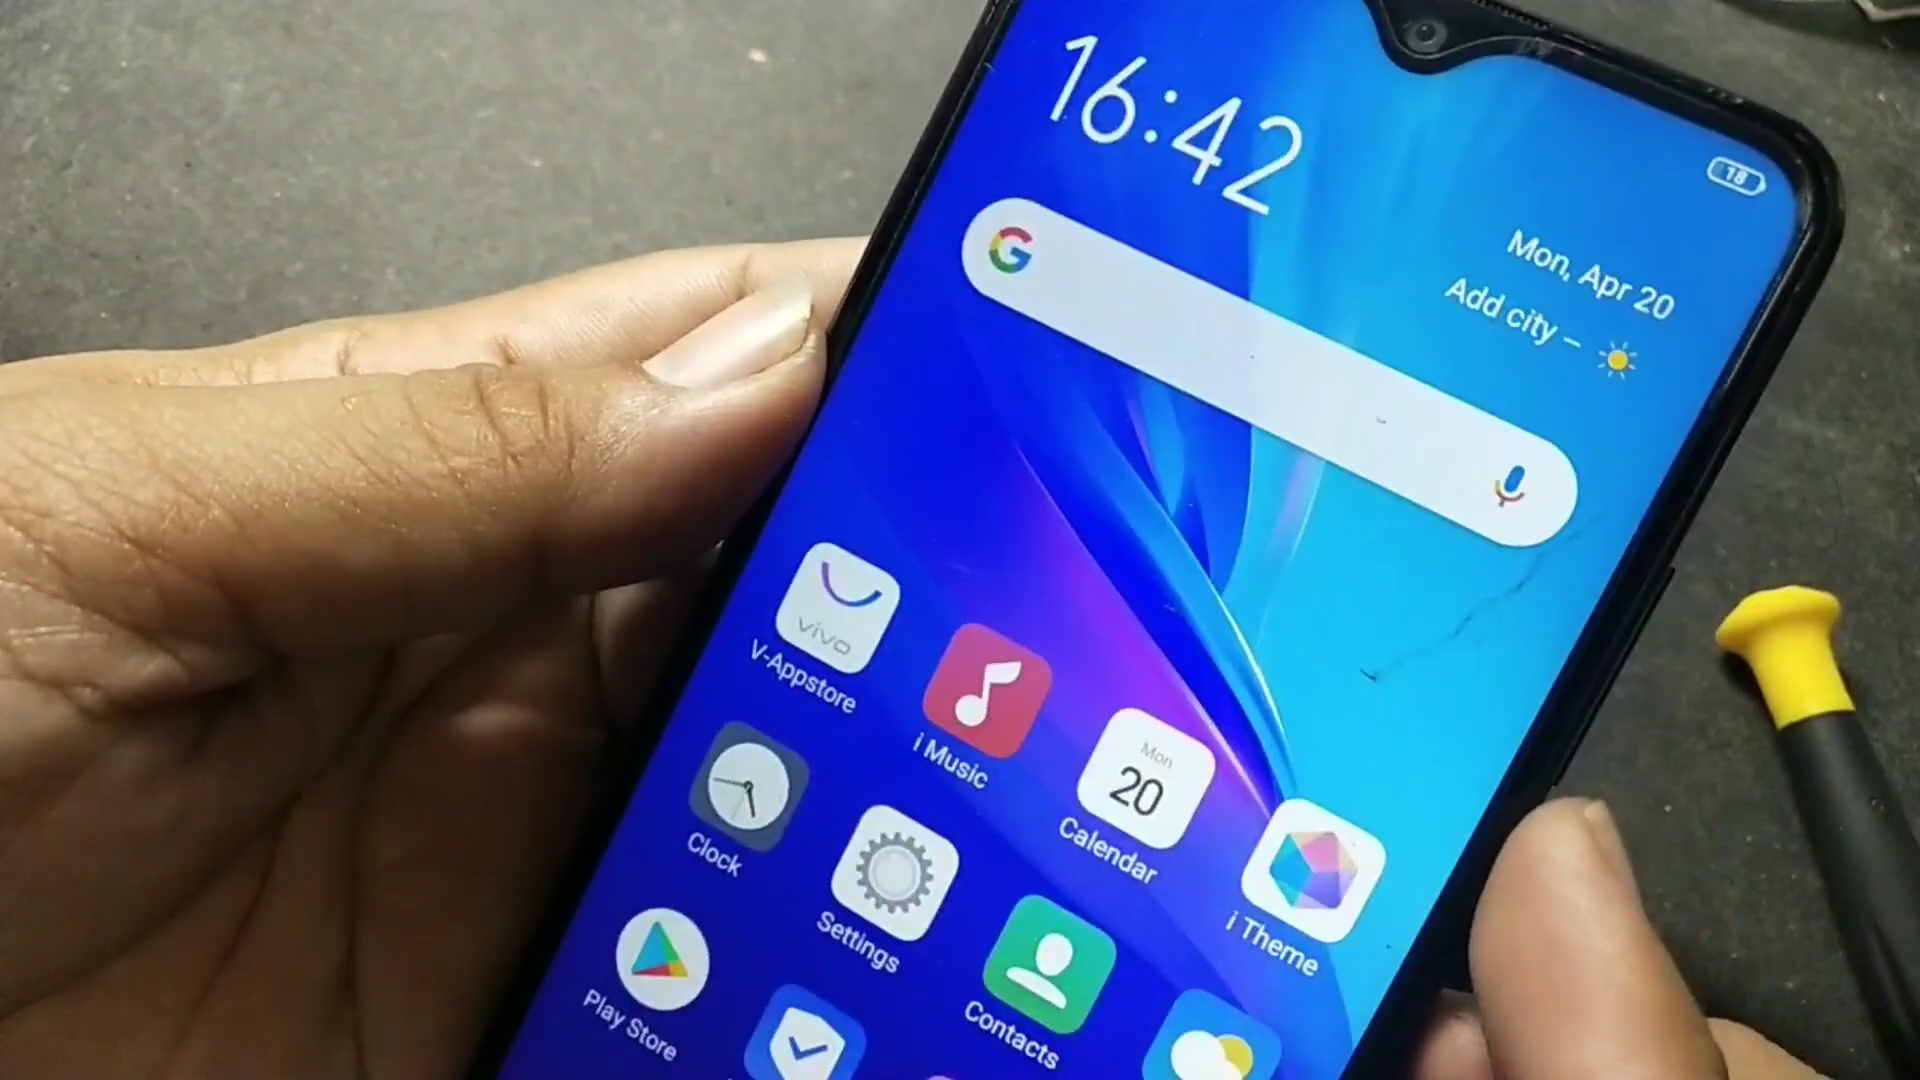 16:42
18
Mon, Apr 20
Add city –
vivo
V-Appstore
i Music
Mon
20
Calendar
i Theme
Clock
Settings
Contacts
Play Store